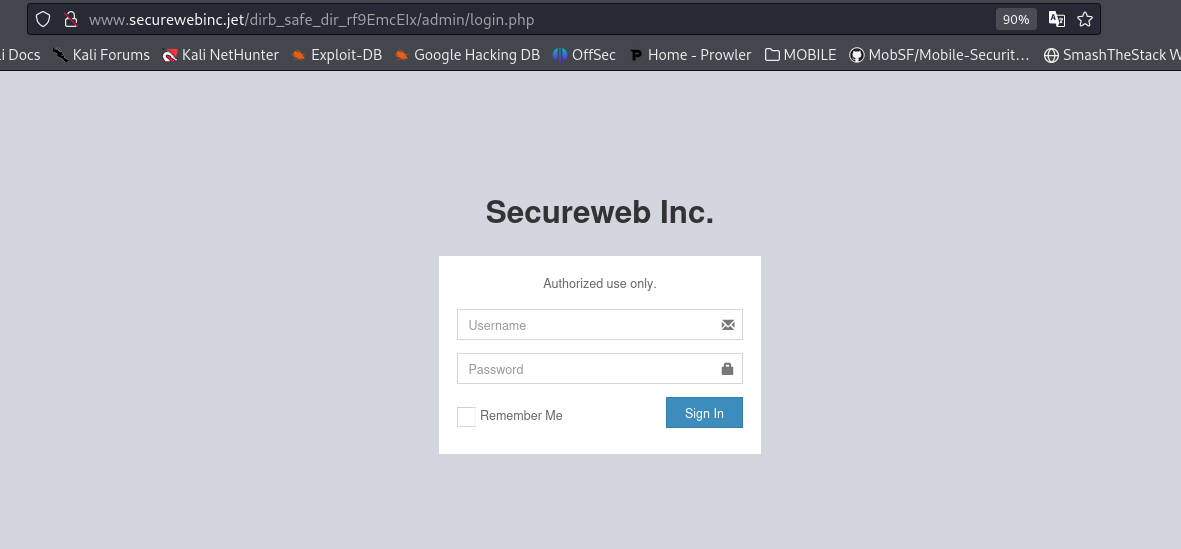 www.securewebinc.jet/dirb_safe_dir_rf9EmcEIx/admin/login.php 90%
li Docs Kali Forums Kali NetHunter Exploit-DB Google Hacking DB OffSec Home - Prowler MOBILE MobSF/Mobile-Securit… SmashTheStack W
Secureweb Inc.
Authorized use only.
Username
Password
Remember Me Sign In